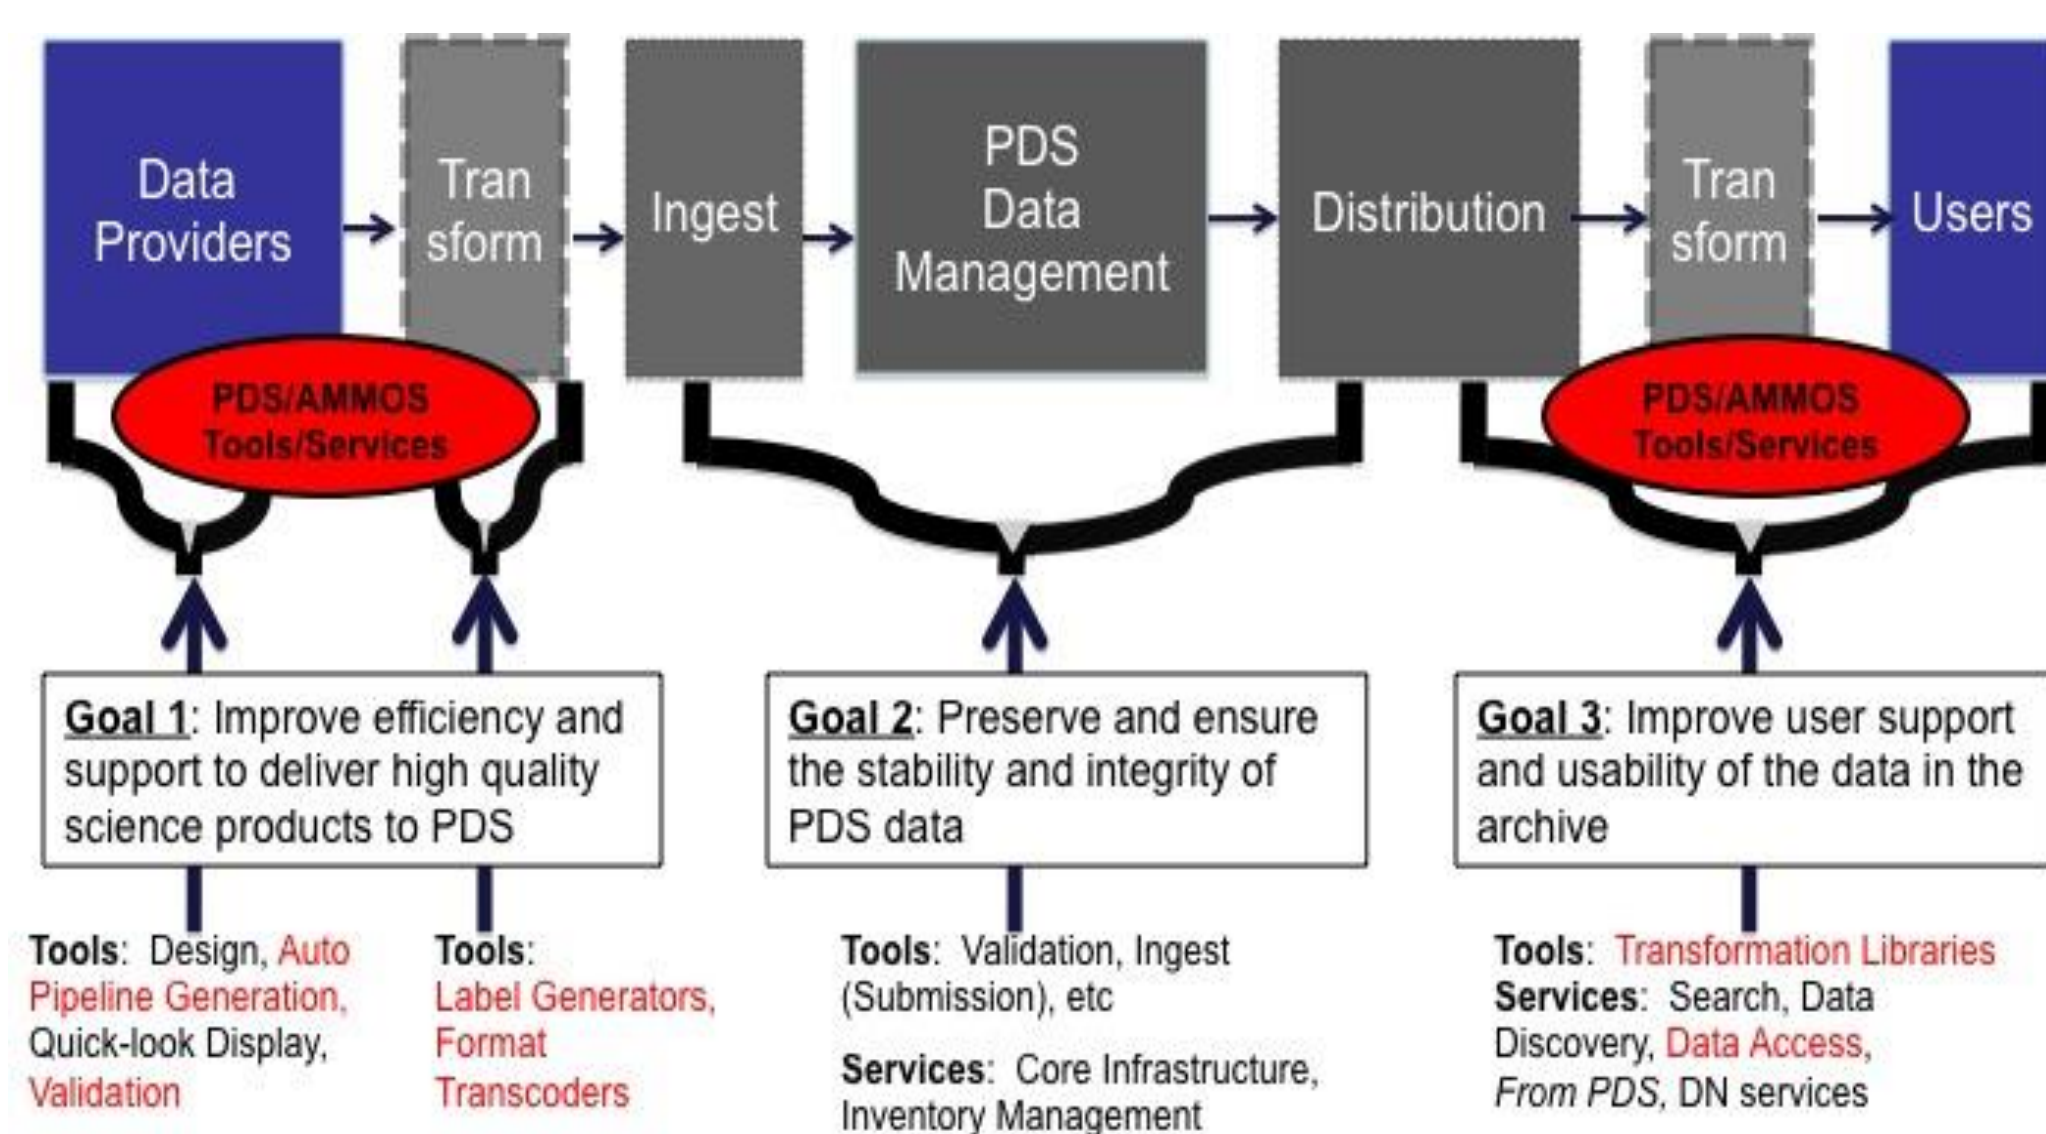 Data
Providers
Tran
sform
Ingest
PDS
Data
Management
Distribution
Tran
sform
Users
PDS/AMMOS
Tools/Services
PDS/AMMOS
Tools/Services
Goal 1: Improve efficiency and
support to deliver high quality
science products to PDS
Goal 2: Preserve and ensure
the stability and integrity of
PDS data
Goal 3: Improve user support
and usability of the data in the
archive
Tools: Design, Auto
Pipeline Generation,
Quick-look Display,
Validation
Tools:
Label Generators,
Format
Transcoders
Tools: Validation, Ingest
(Submission), etc
Services: Core Infrastructure,
Inventory Management
Tools: Transformation Libraries
Services: Search, Data
Discovery, Data Access,
From PDS, DN services